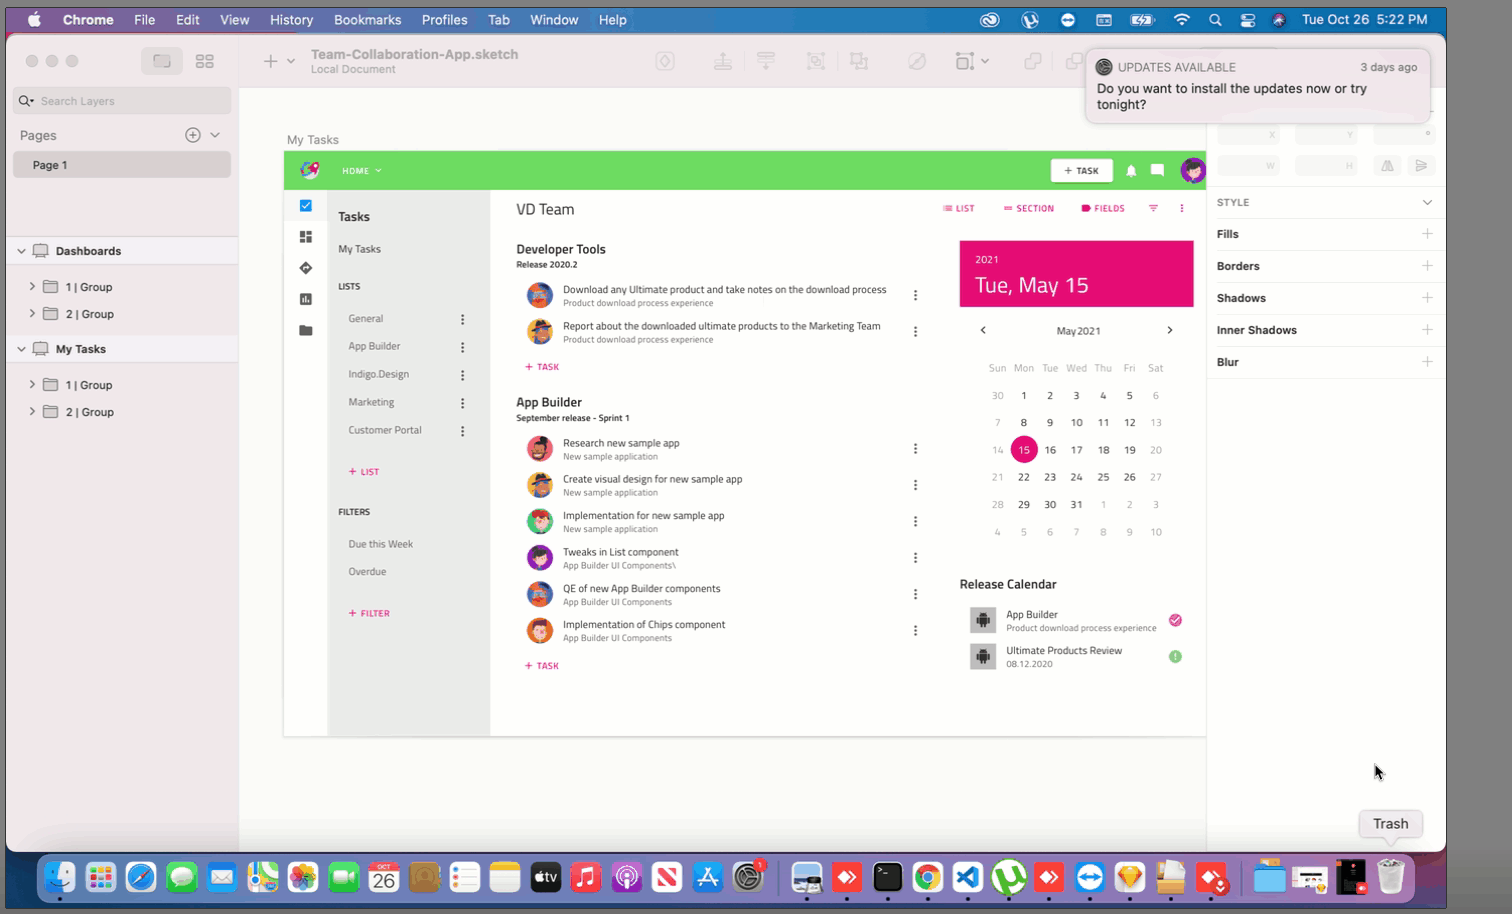 Chrome File Edit View History Bookmarks Profiles Tab Window Help
Tue Oct 26 5:22 PM
Team-Collaboration-App.sketch
Local Document
UPDATES AVAILABLE
3 days ago
Do you want to install the updates now or try
tonight?
Search Layers
Pages
Page 1
Dashboards
1 | Group
2 | Group
My Tasks
1 | Group
2 | Group
My Tasks
HOME
+ TASK
Tasks
My Tasks
LISTS
General
App Builder
Indigo.Design
Marketing
Customer Portal
+ LIST
FILTERS
Due this Week
Overdue
+ FILTER
VD Team
LIST
SECTION
FIELDS
Developer Tools
Release 2020.2
Download any Ultimate product and take notes on the download process
Product download process experience
Report about the downloaded ultimate products to the Marketing Team
Product download process experience
+ TASK
App Builder
September release - Sprint 1
Research new sample app
New sample application
Create visual design for new sample app
New sample application
Implementation for new sample app
New sample application
Tweaks in List component
App Builder UI Components\
QE of new App Builder components
App Builder UI Components
Implementation of Chips component
App Builder UI Components
+ TASK
2021
Tue, May 15
May 2021
Sun Mon Tue Wed Thu Fri Sat
30 1 2 3 4 5 6
7 8 9 10 11 12 13
14 15 16 17 18 19 20
21 22 23 24 25 26 27
28 29 30 31 1 2 3
4 5 6 7 8 9 10
Release Calendar
App Builder
Product download process experience
Ultimate Products Review
08.12.2020
X Y °
W H
STYLE
Fills
Borders
Shadows
Inner Shadows
Blur
Trash
OCT
26
tv
1